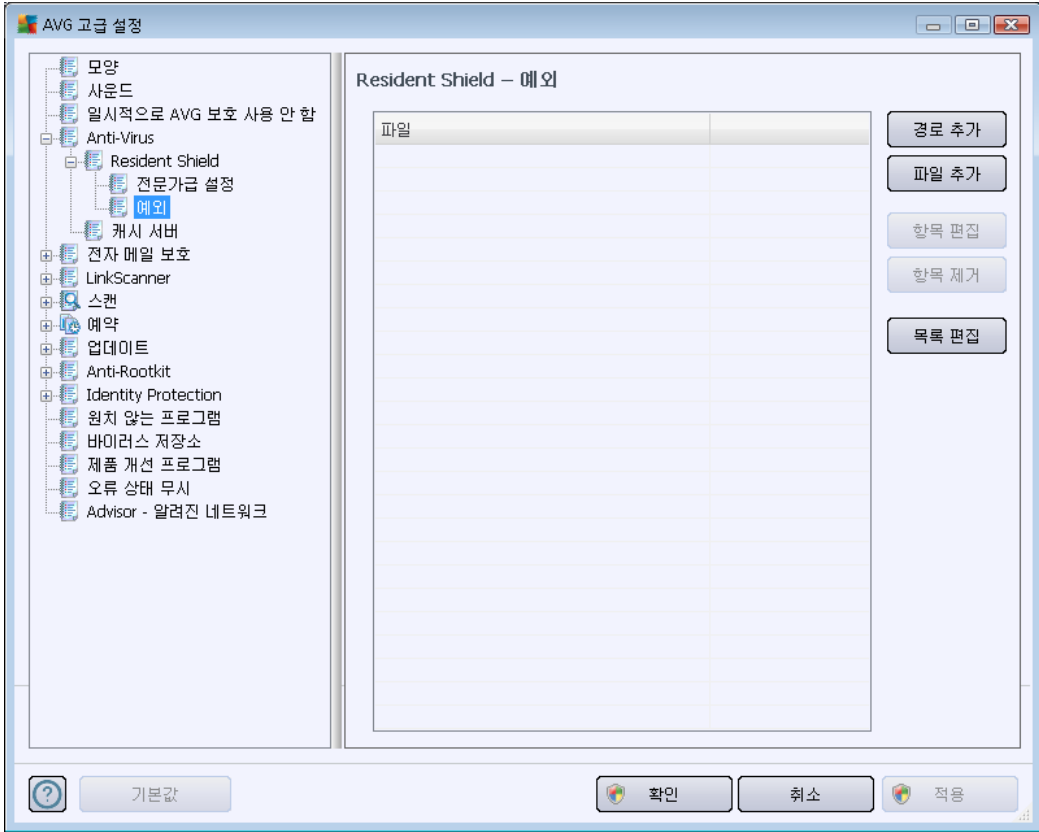 AVG 고급 설정
모양
사운드
일시적으로 AVG 보호 사용 안 함
Anti-Virus
Resident Shield
전문가급 설정
예외
캐시 서버
전자 메일 보호
LinkScanner
스캔
예약
업데이트
Anti-Rootkit
Identity Protection
원치 않는 프로그램
바이러스 저장소
제품 개선 프로그램
오류 상태 무시
Advisor - 알려진 네트워크
Resident Shield – 예외
파일
경로 추가
파일 추가
항목 편집
항목 제거
목록 편집
기본값
확인
취소
적용